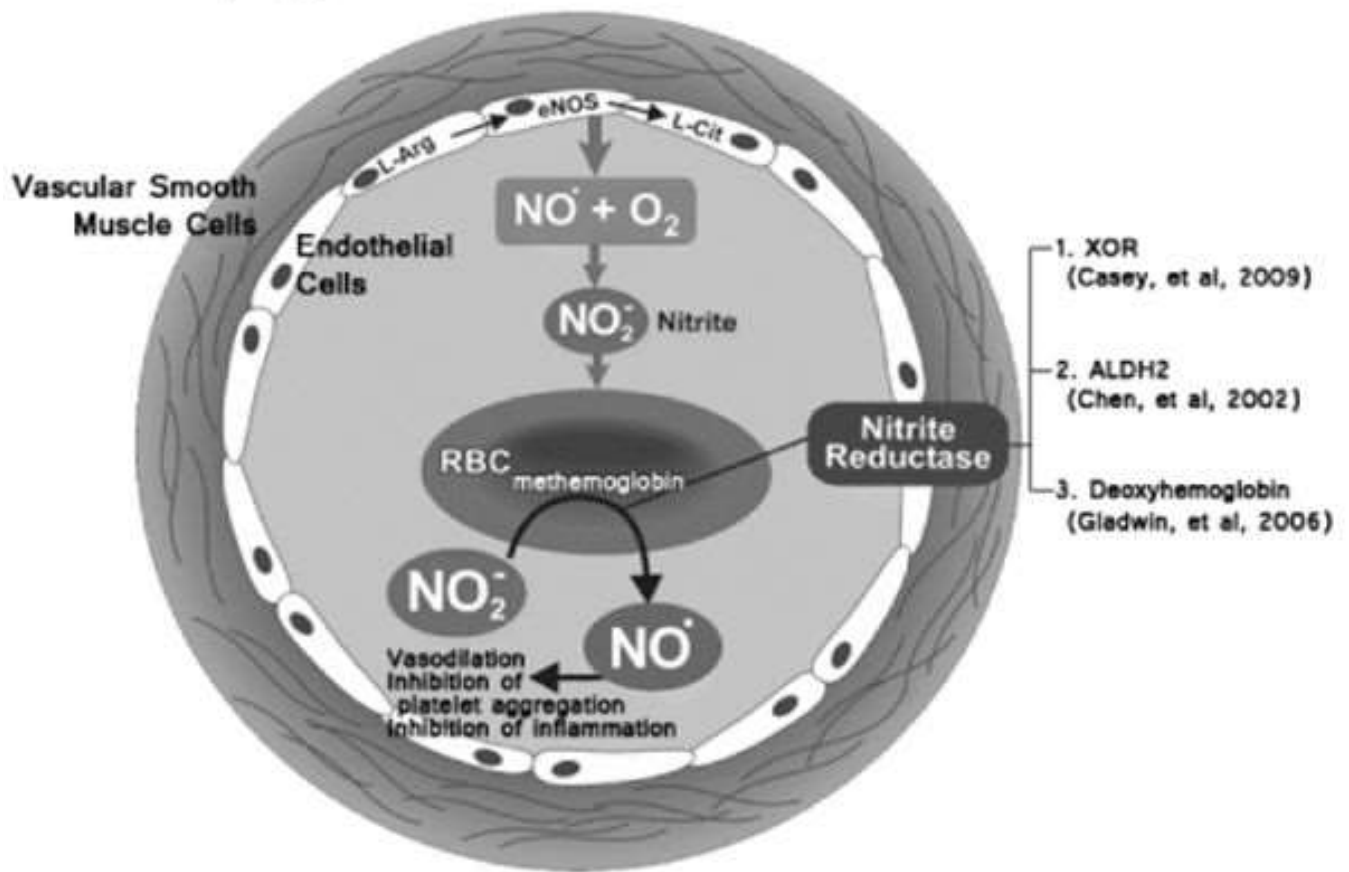 L-Arg
eNOS
L-Cit
Vascular Smooth
Muscle Cells
Endothelial
Cells
NO• + O₂
NO₂⁻ Nitrite
RBC methemoglobin
Nitrite
Reductase
1. XOR
(Casey, et al, 2009)
2. ALDH2
(Chen, et al, 2002)
3. Deoxyhemoglobin
(Gladwin, et al, 2006)
NO₂⁻
NO•
Vasodilation
Inhibition of
platelet aggregation
Inhibition of inflammation